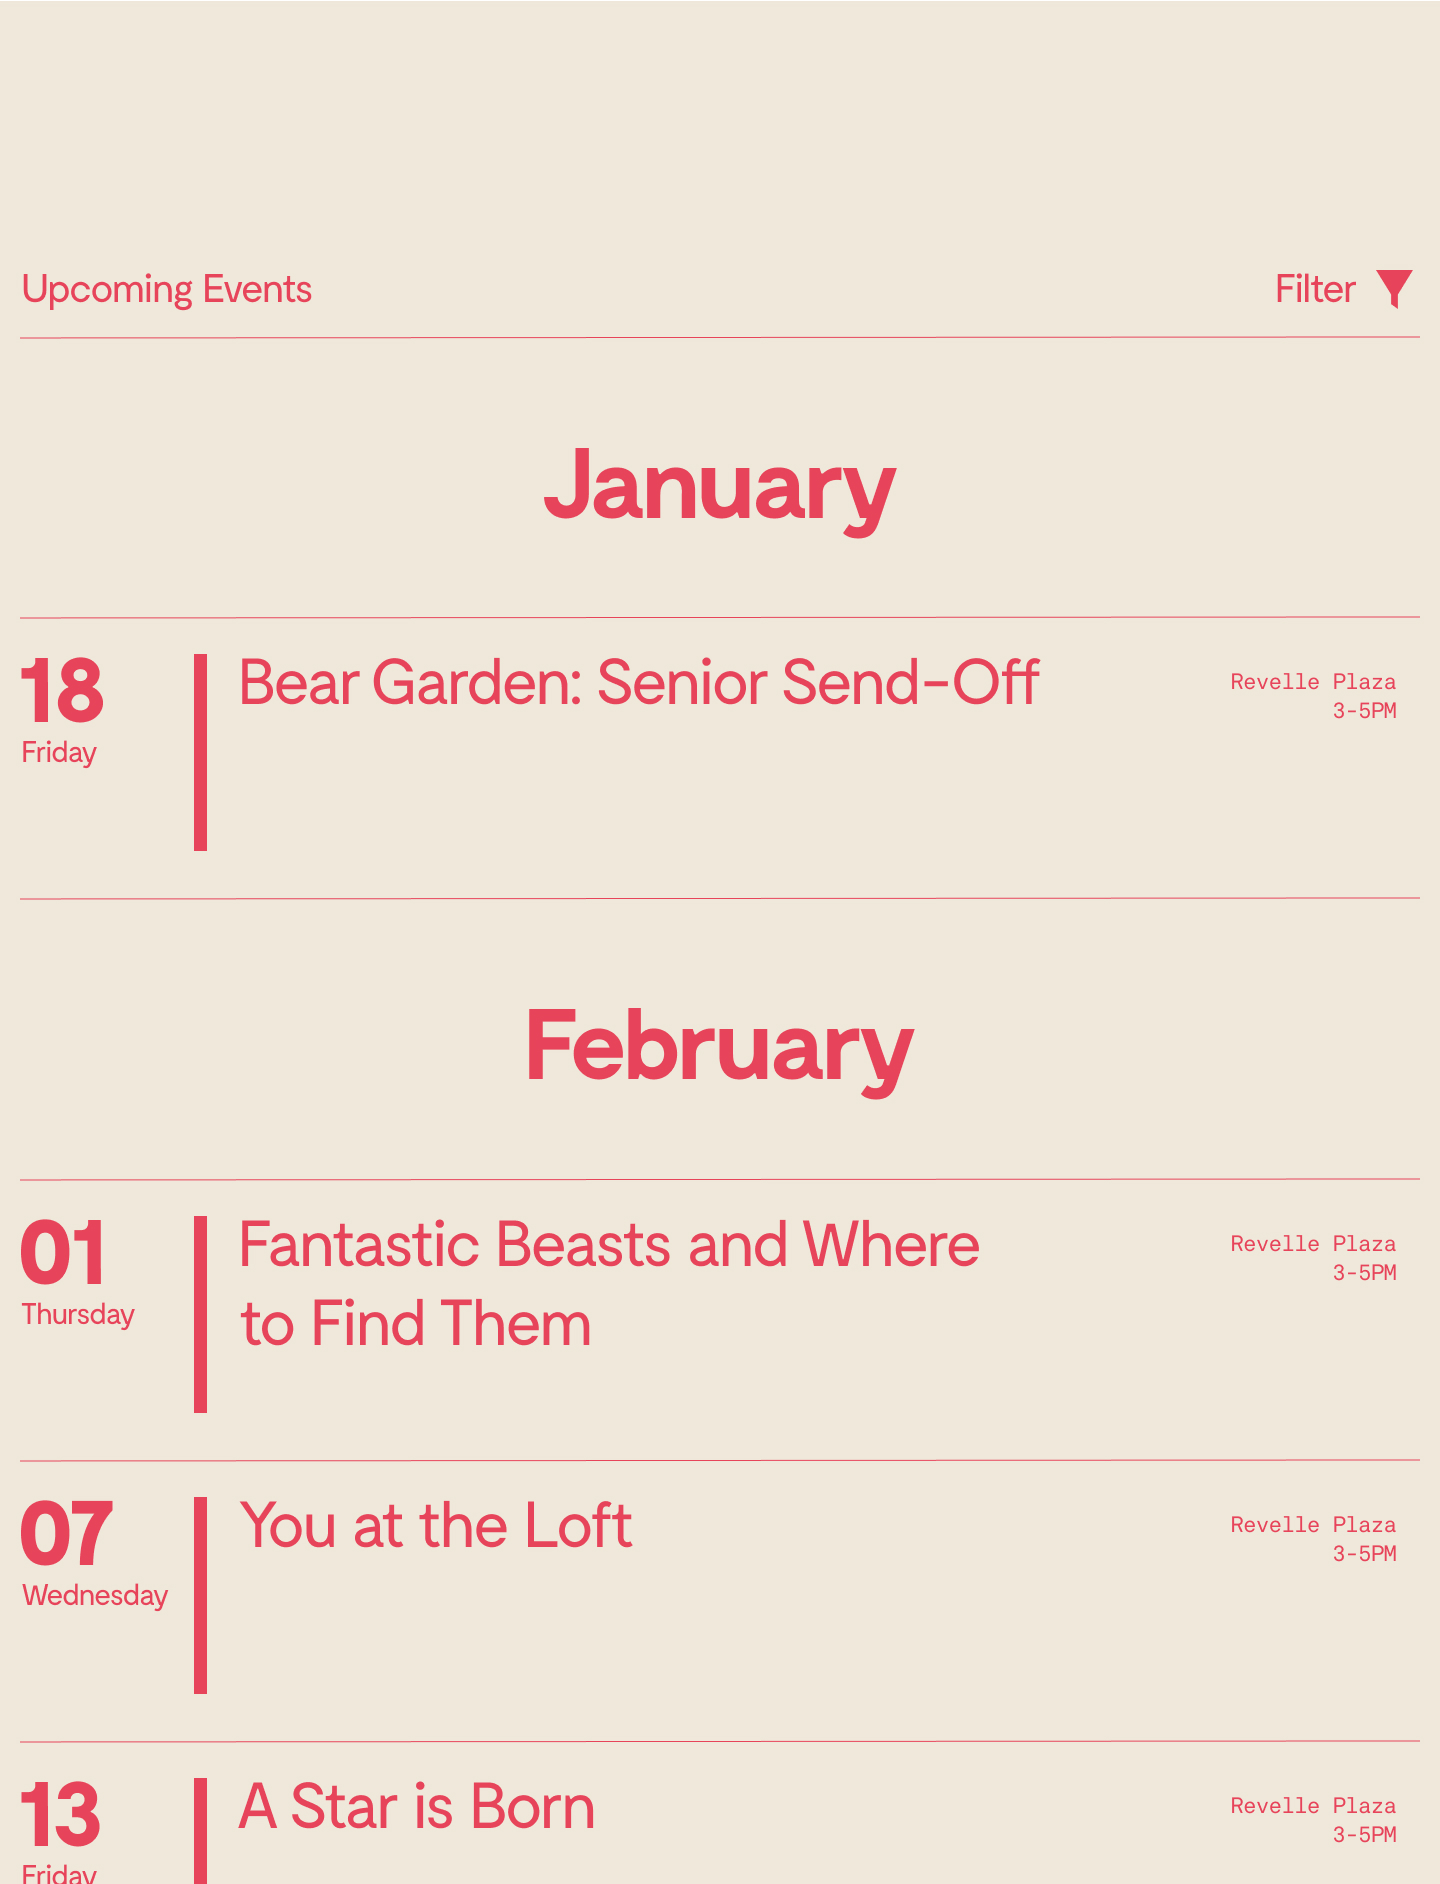 Upcoming Events
Filter
January
18
Friday
Bear Garden: Senior Send-Off
Revelle Plaza
3-5PM
February
01
Thursday
Fantastic Beasts and Where
to Find Them
Revelle Plaza
3-5PM
07
Wednesday
You at the Loft
Revelle Plaza
3-5PM
13
Friday
A Star is Born
Revelle Plaza
3-5PM